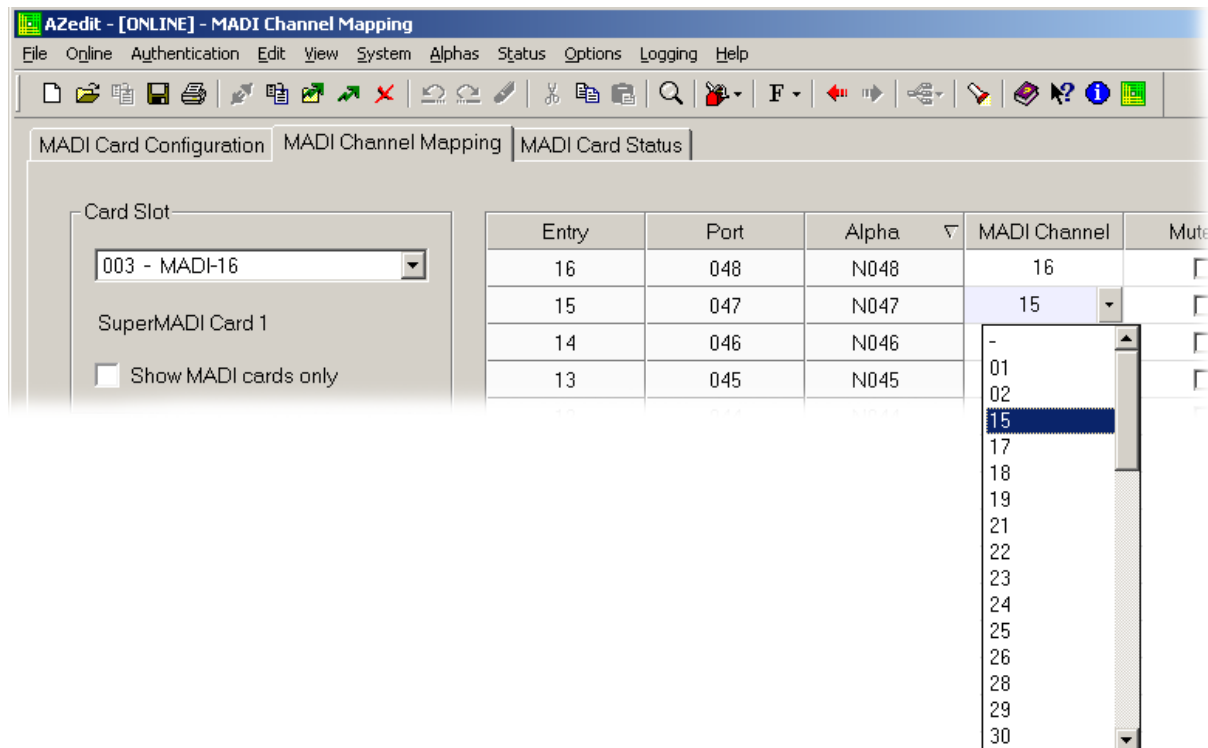 AZedit - [ONLINE] - MADI Channel Mapping
File Online Authentication Edit View System Alphas Status Options Logging Help
F
MADI Card Configuration MADI Channel Mapping MADI Card Status
Card Slot
003 - MADI-16
SuperMADI Card 1
Show MADI cards only
Entry Port Alpha MADI Channel Mute
16 048 N048 16
15 047 N047 15
14 046 N046
13 045 N045
-
01
02
15
17
18
19
21
22
23
24
25
26
28
29
30